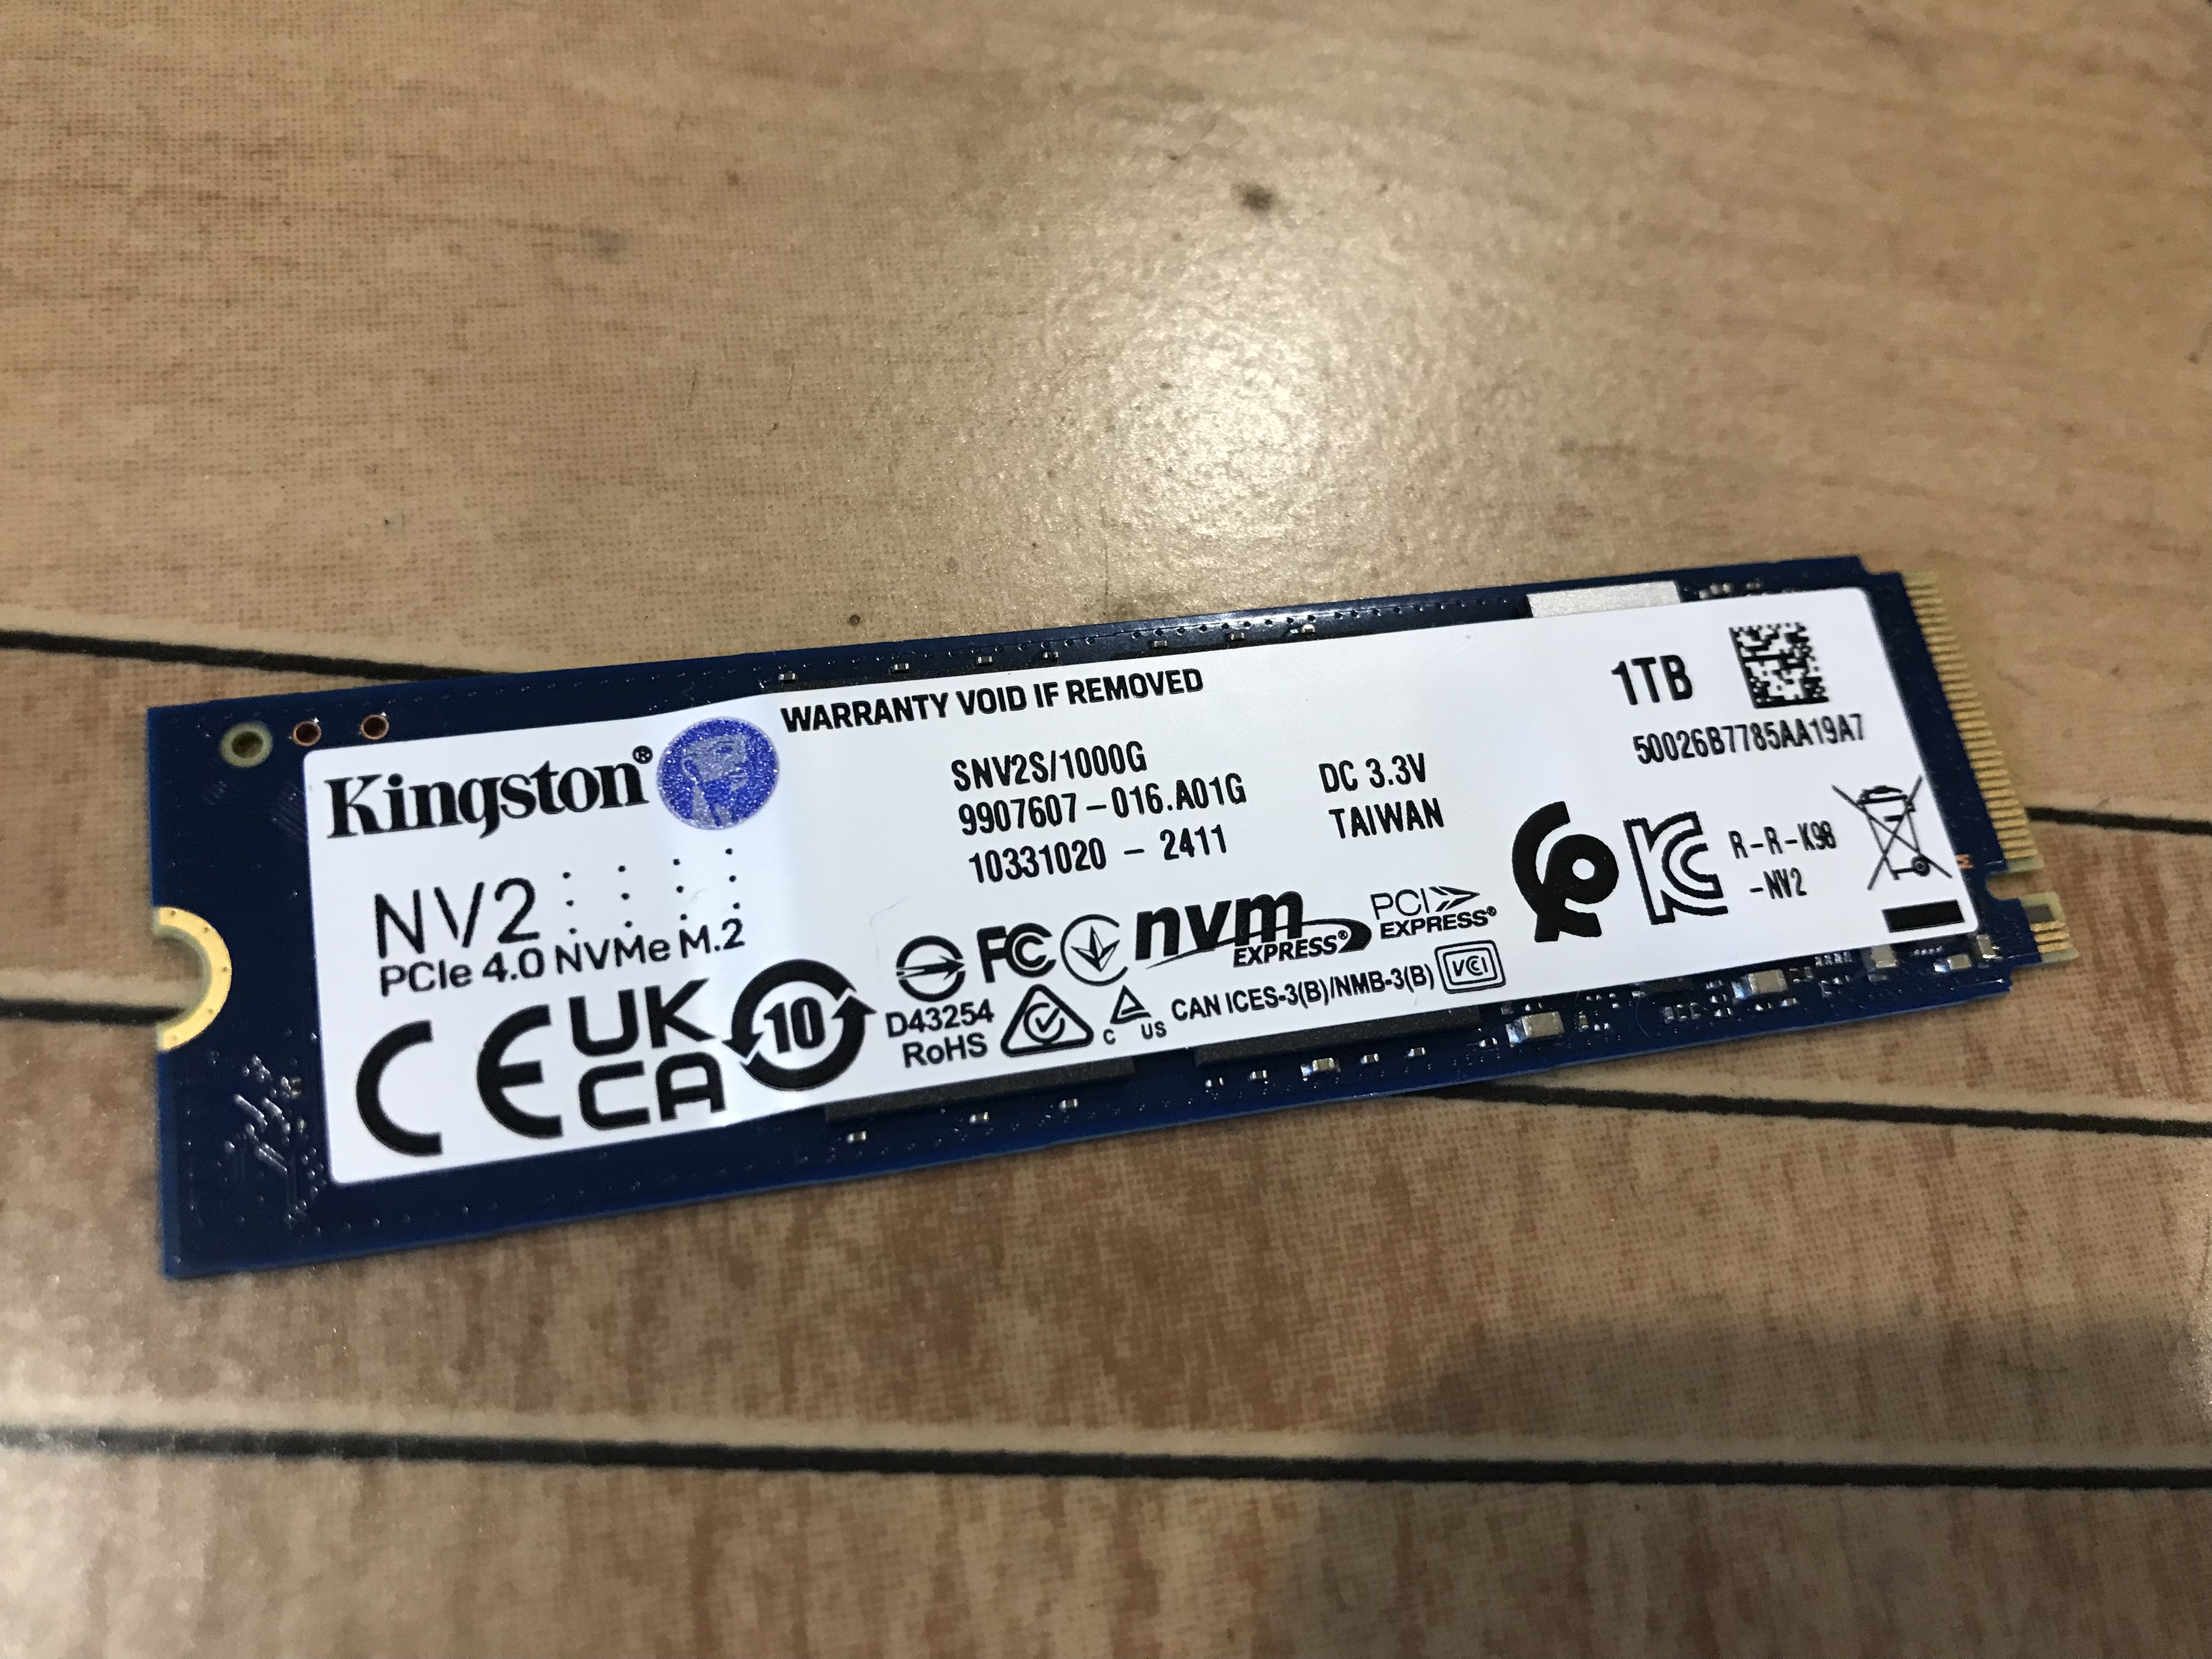 WARRANTY VOID IF REMOVED
Kingston®
NV2
PCIe 4.0 NVMe M.2
SNV2S/1000G
9907607-016.A01G
10331020 - 2411
DC 3.3V
TAIWAN
1TB
50026B7785AA19A7
R-R-K98
-NV2
CE
UK
CA
10
D43254
RoHS
FC
nvm
EXPRESS®
PCI
EXPRESS®
C US
CAN ICES-3(B)/NMB-3(B)
VCI